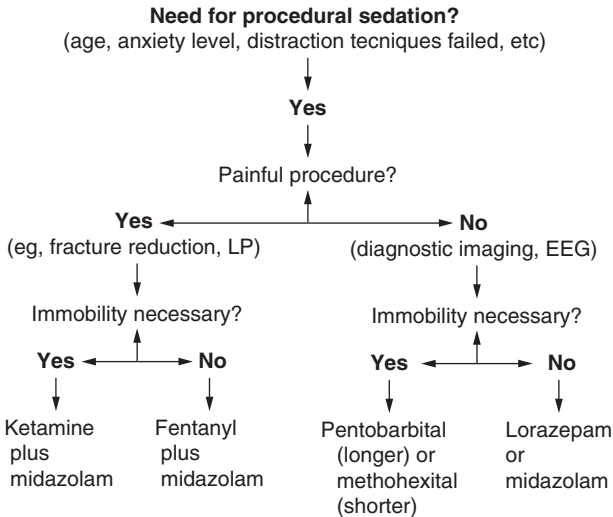 Need for procedural sedation?
(age, anxiety level, distraction tecniques failed, etc)
Yes
Painful procedure?
Yes
(eg, fracture reduction, LP)
No
(diagnostic imaging, EEG)
Immobility necessary?
Immobility necessary?
Yes
No
Yes
No
Ketamine
plus
midazolam
Fentanyl
plus
midazolam
Pentobarbital
(longer) or
methohexital
(shorter)
Lorazepam
or
midazolam